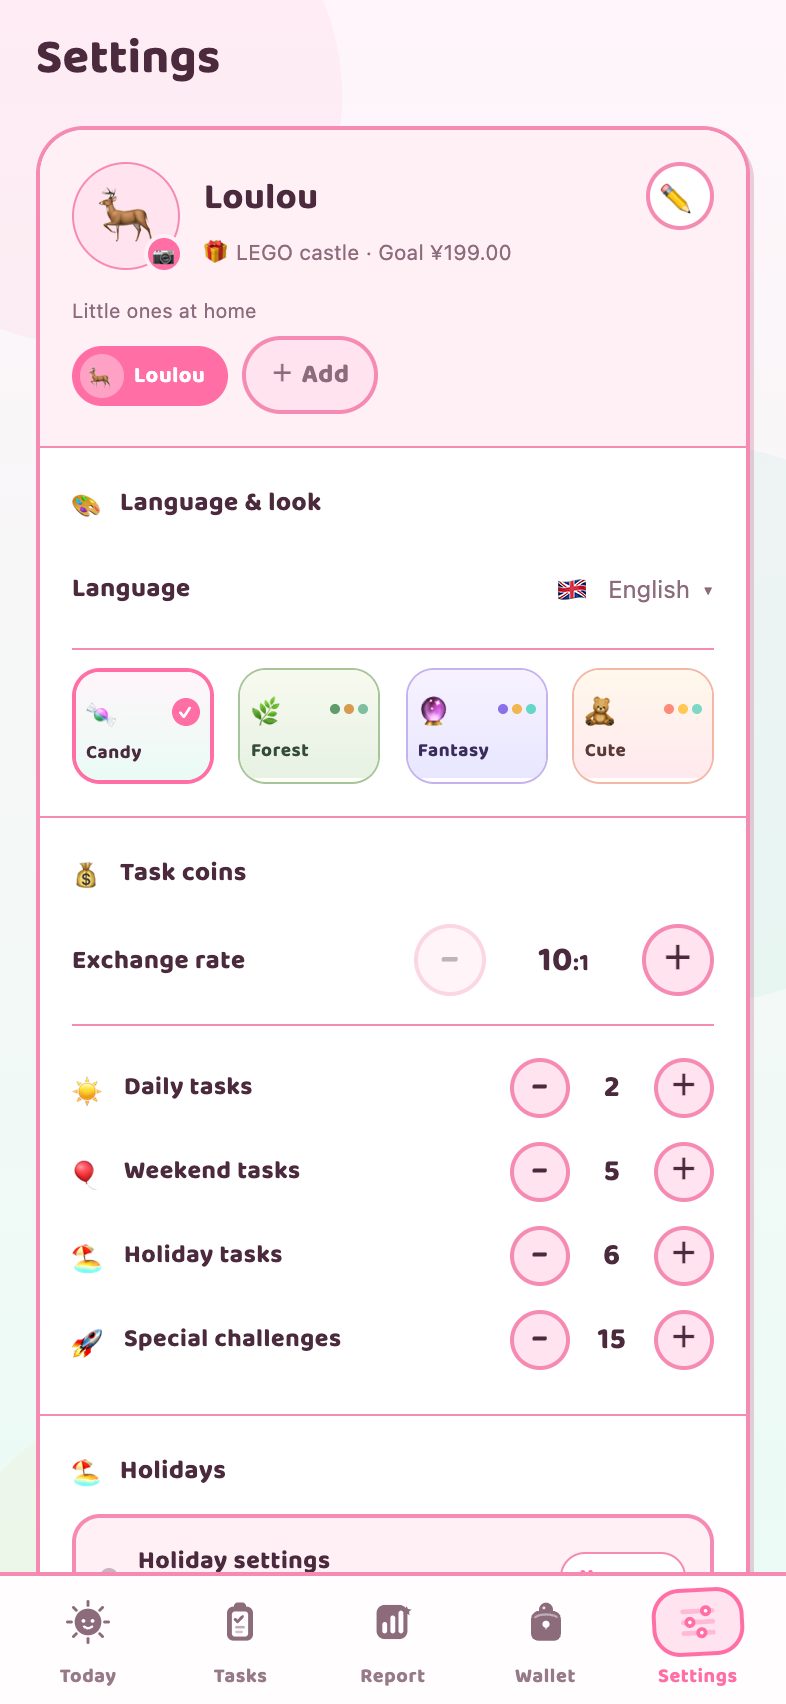 Settings
Loulou
LEGO castle · Goal ¥199.00
Little ones at home
Loulou
+ Add
Language & look
Language
English ▾
Candy
Forest
Fantasy
Cute
Task coins
Exchange rate
− 10:1 +
Daily tasks
− 2 +
Weekend tasks
− 5 +
Holiday tasks
− 6 +
Special challenges
− 15 +
Holidays
Holiday settings
Today
Tasks
Report
Wallet
Settings